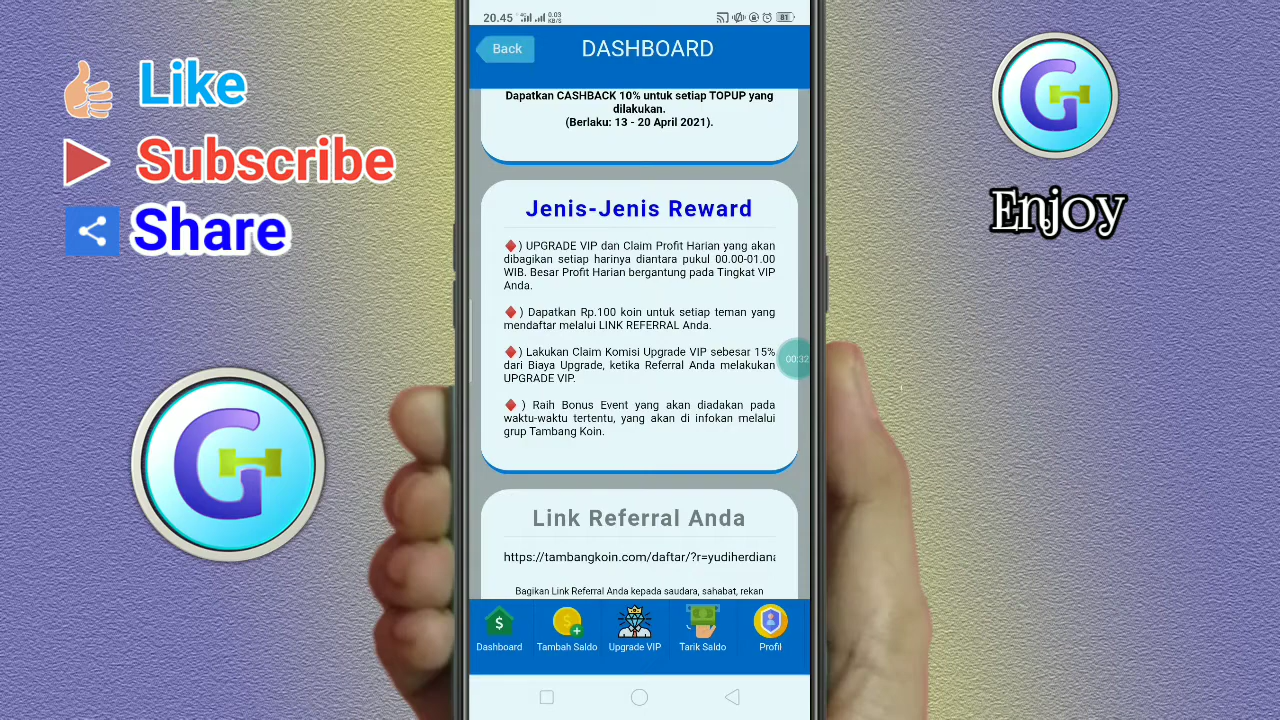 Like
Subscribe
Share
Enjoy
20.45
0.03
KB/S
81
Back
DASHBOARD
Dapatkan CASHBACK 10% untuk setiap TOPUP yang
dilakukan.
(Berlaku: 13 - 20 April 2021).
Jenis-Jenis Reward
) UPGRADE VIP dan Claim Profit Harian yang akan
dibagikan setiap harinya diantara pukul 00.00-01.00
WIB. Besar Profit Harian bergantung pada Tingkat VIP
Anda.
) Dapatkan Rp.100 koin untuk setiap teman yang
mendaftar melalui LINK REFERRAL Anda.
) Lakukan Claim Komisi Upgrade VIP sebesar 15%
dari Biaya Upgrade, ketika Referral Anda melakukan
UPGRADE VIP.
00:32
) Raih Bonus Event yang akan diadakan pada
waktu-waktu tertentu, yang akan di infokan melalui
grup Tambang Koin.
Link Referral Anda
https://tambangkoin.com/daftar/?r=yudiherdiana
Bagikan Link Referral Anda kepada saudara, sahabat, rekan
Dashboard
Tambah Saldo
Upgrade VIP
Tarik Saldo
Profil